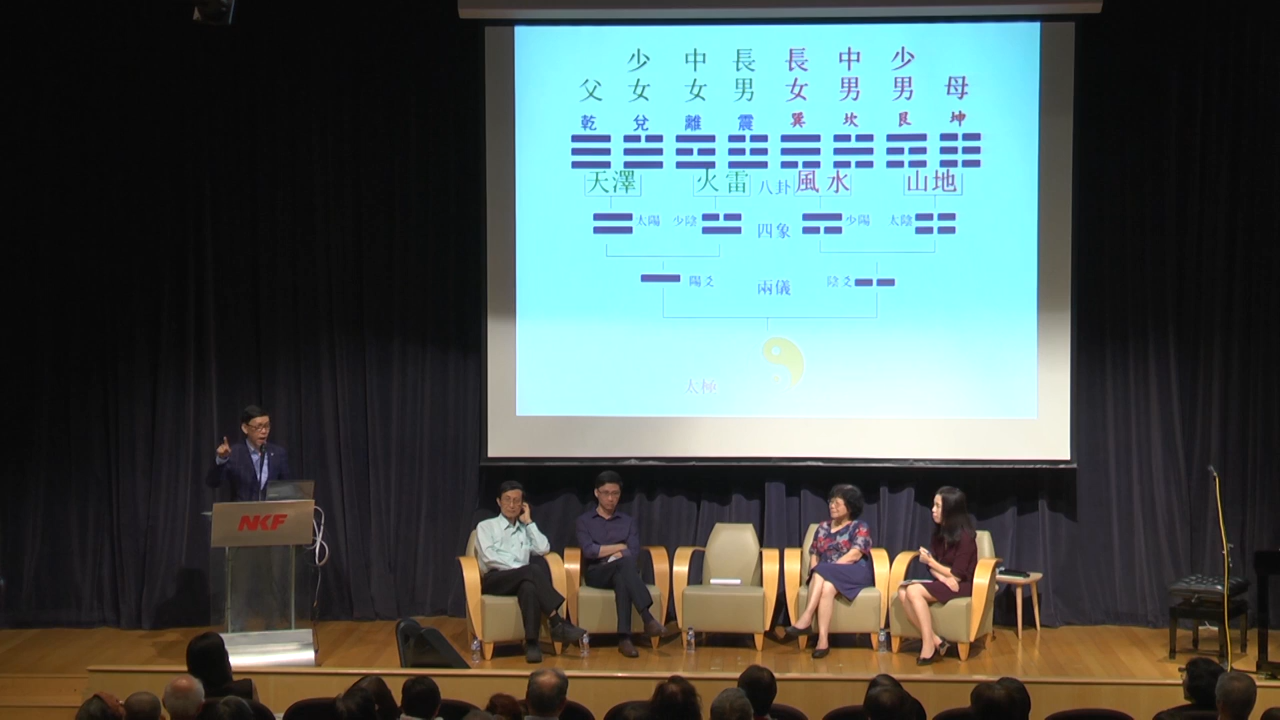 少 中 長 長 中 少
父 女 女 男 女 男 男 母
乾 兌 離 震 巽 坎 艮 坤
天澤 火雷 八卦 風水 山地
太陽 少陰 四象 少陽 太陰
陽爻 兩儀 陰爻
太極
NKF